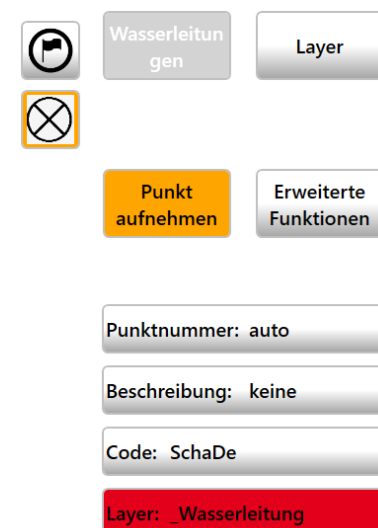 Wasserleitun
gen
Layer
Punkt
aufnehmen
Erweiterte
Funktionen
Punktnummer: auto
Beschreibung: keine
Code: SchaDe
Layer: _Wasserleitung